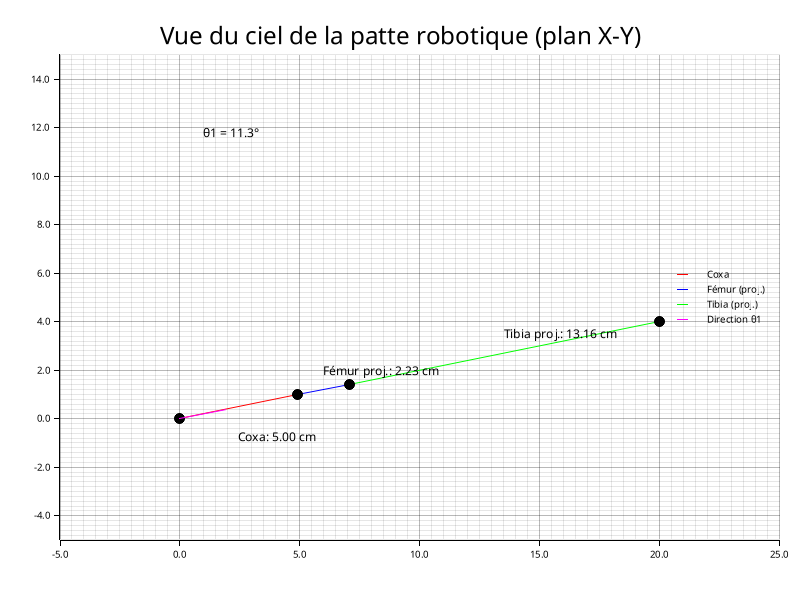 Vue du ciel de la patte robotique (plan X-Y)
14.0
12.0
θ1 = 11.3°
10.0
8.0
6.0
Coxa
Fémur (proj.)
Tibia (proj.)
Direction θ1
4.0
Tibia proj.: 13.16 cm
2.0
Fémur proj.: 2.23 cm
0.0
Coxa: 5.00 cm
-2.0
-4.0
-5.0 0.0 5.0 10.0 15.0 20.0 25.0